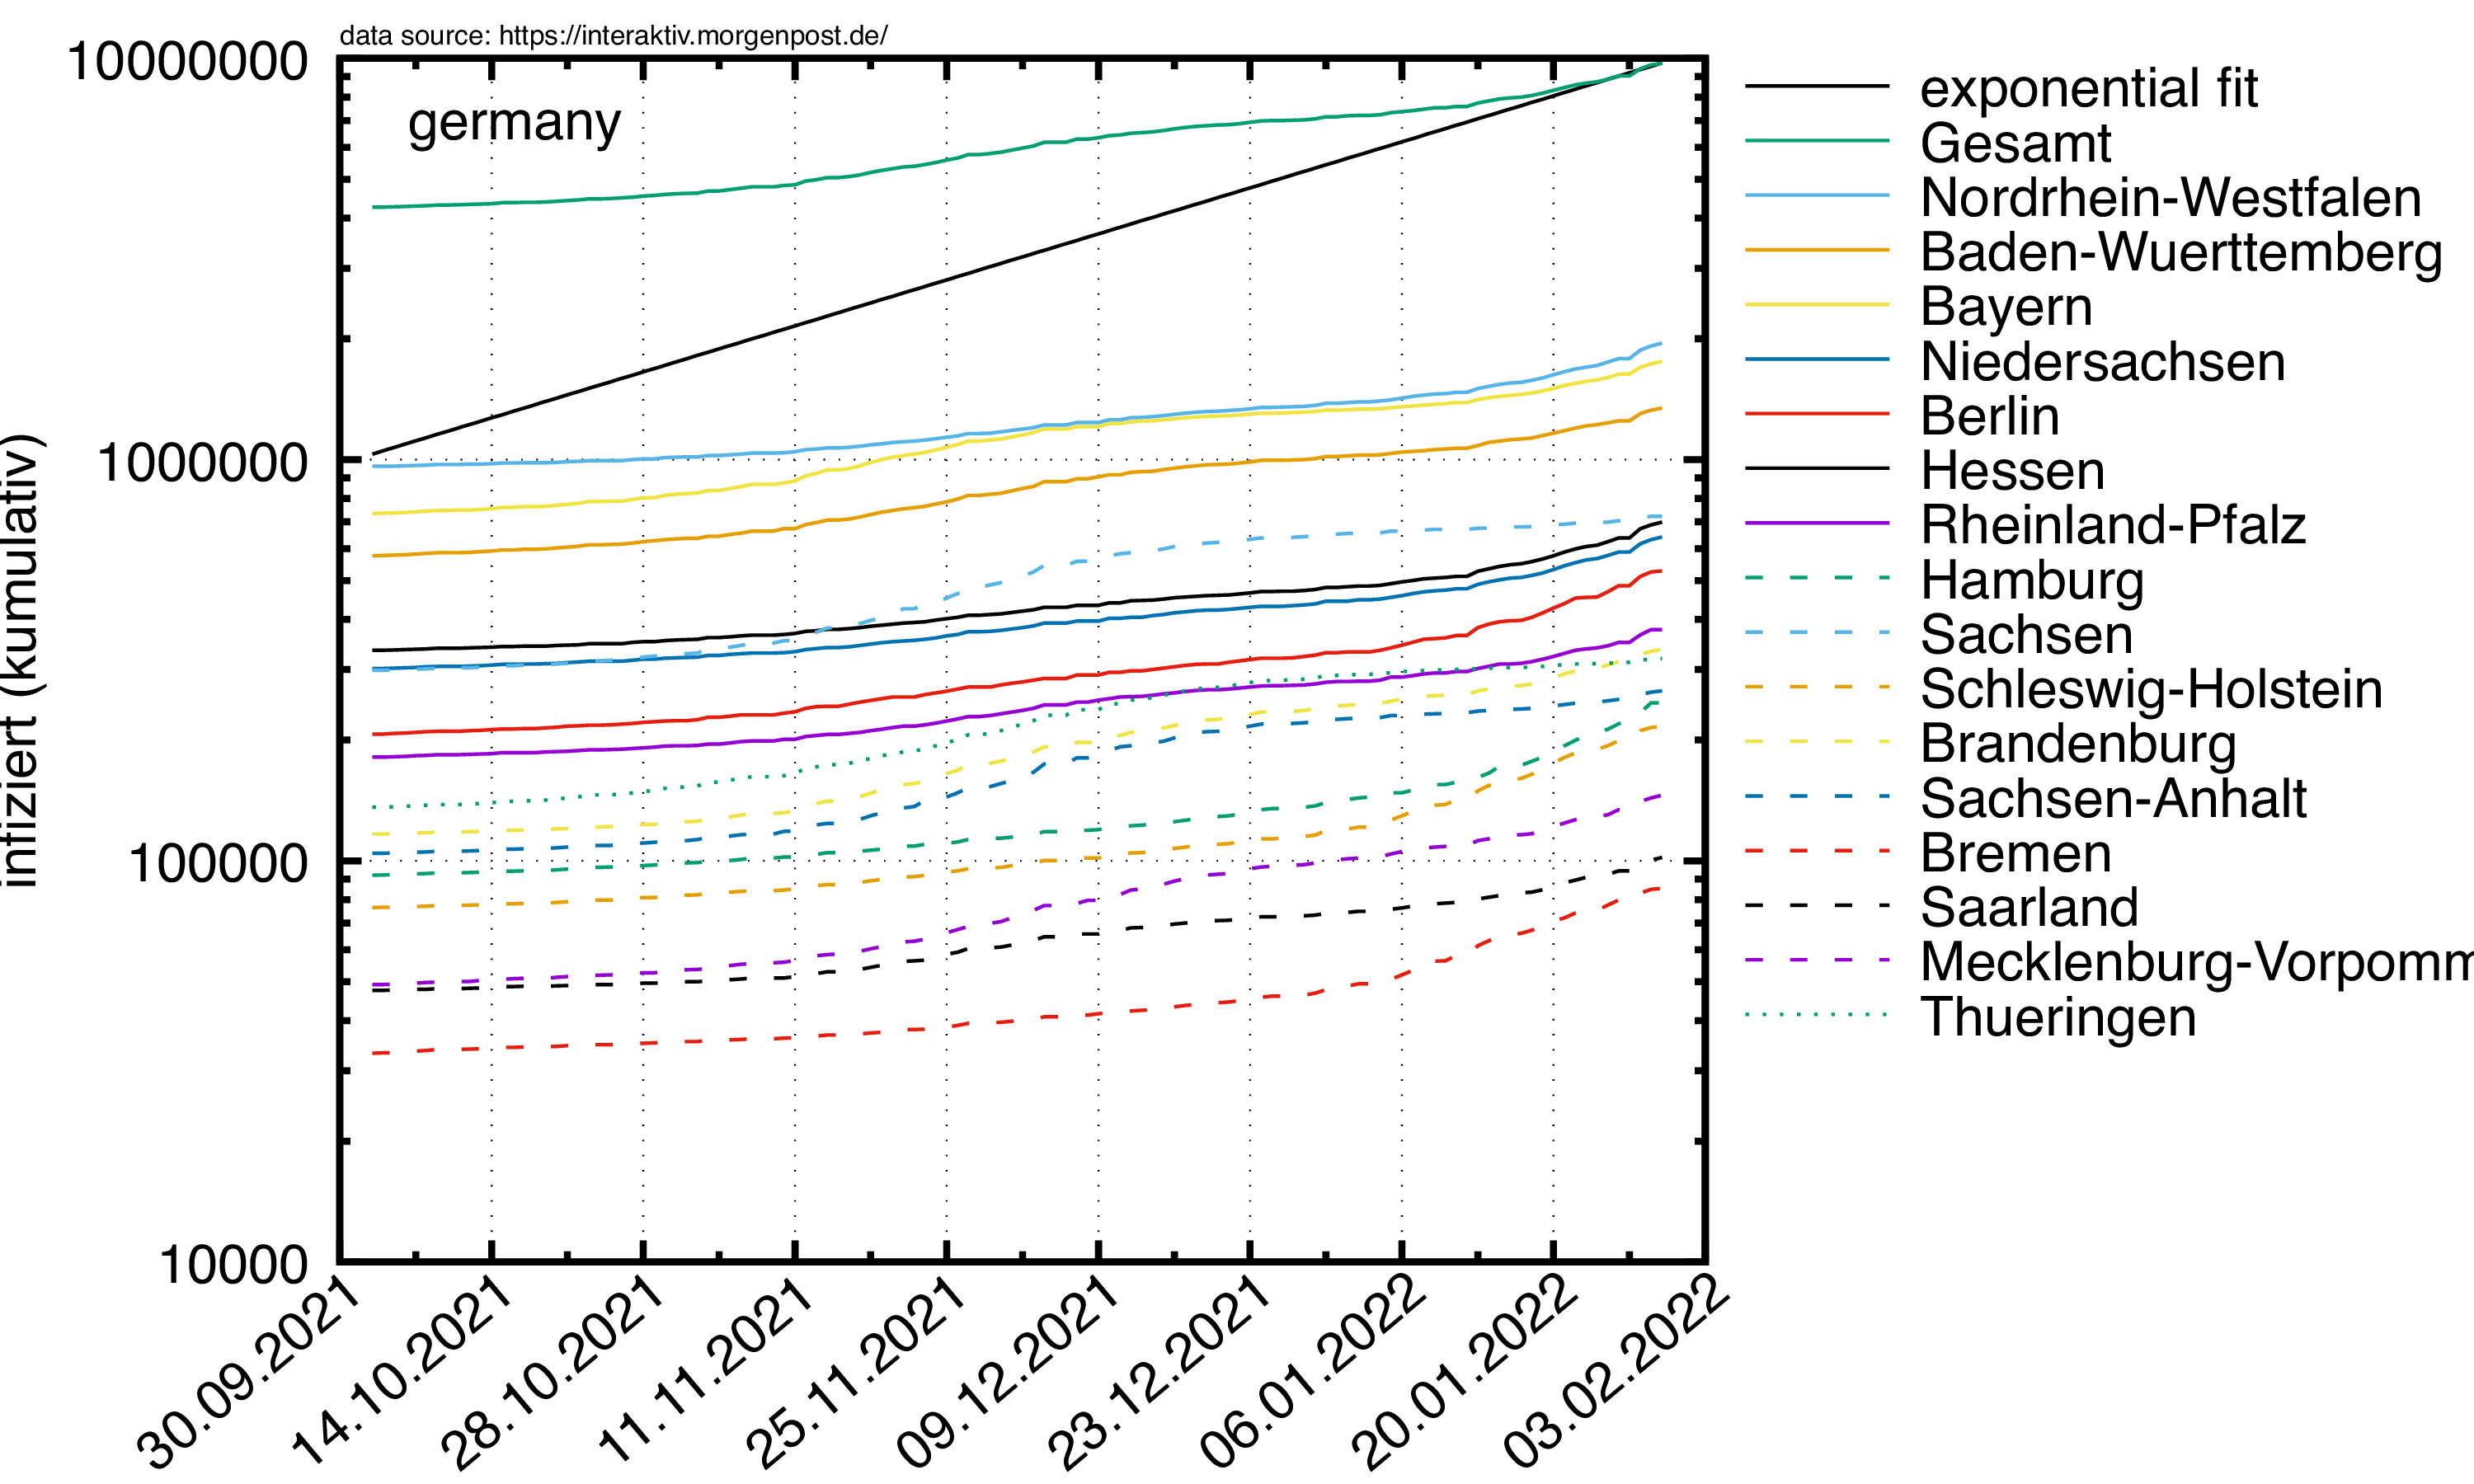 data source: https://interaktiv.morgenpost.de/
germany
infiziert (kumulativ)
10000000
1000000
100000
10000
30.09.2021
14.10.2021
28.10.2021
11.11.2021
25.11.2021
09.12.2021
23.12.2021
06.01.2022
20.01.2022
03.02.2022
exponential fit
Gesamt
Nordrhein-Westfalen
Baden-Wuerttemberg
Bayern
Niedersachsen
Berlin
Hessen
Rheinland-Pfalz
Hamburg
Sachsen
Schleswig-Holstein
Brandenburg
Sachsen-Anhalt
Bremen
Saarland
Mecklenburg-Vorpomm
Thueringen